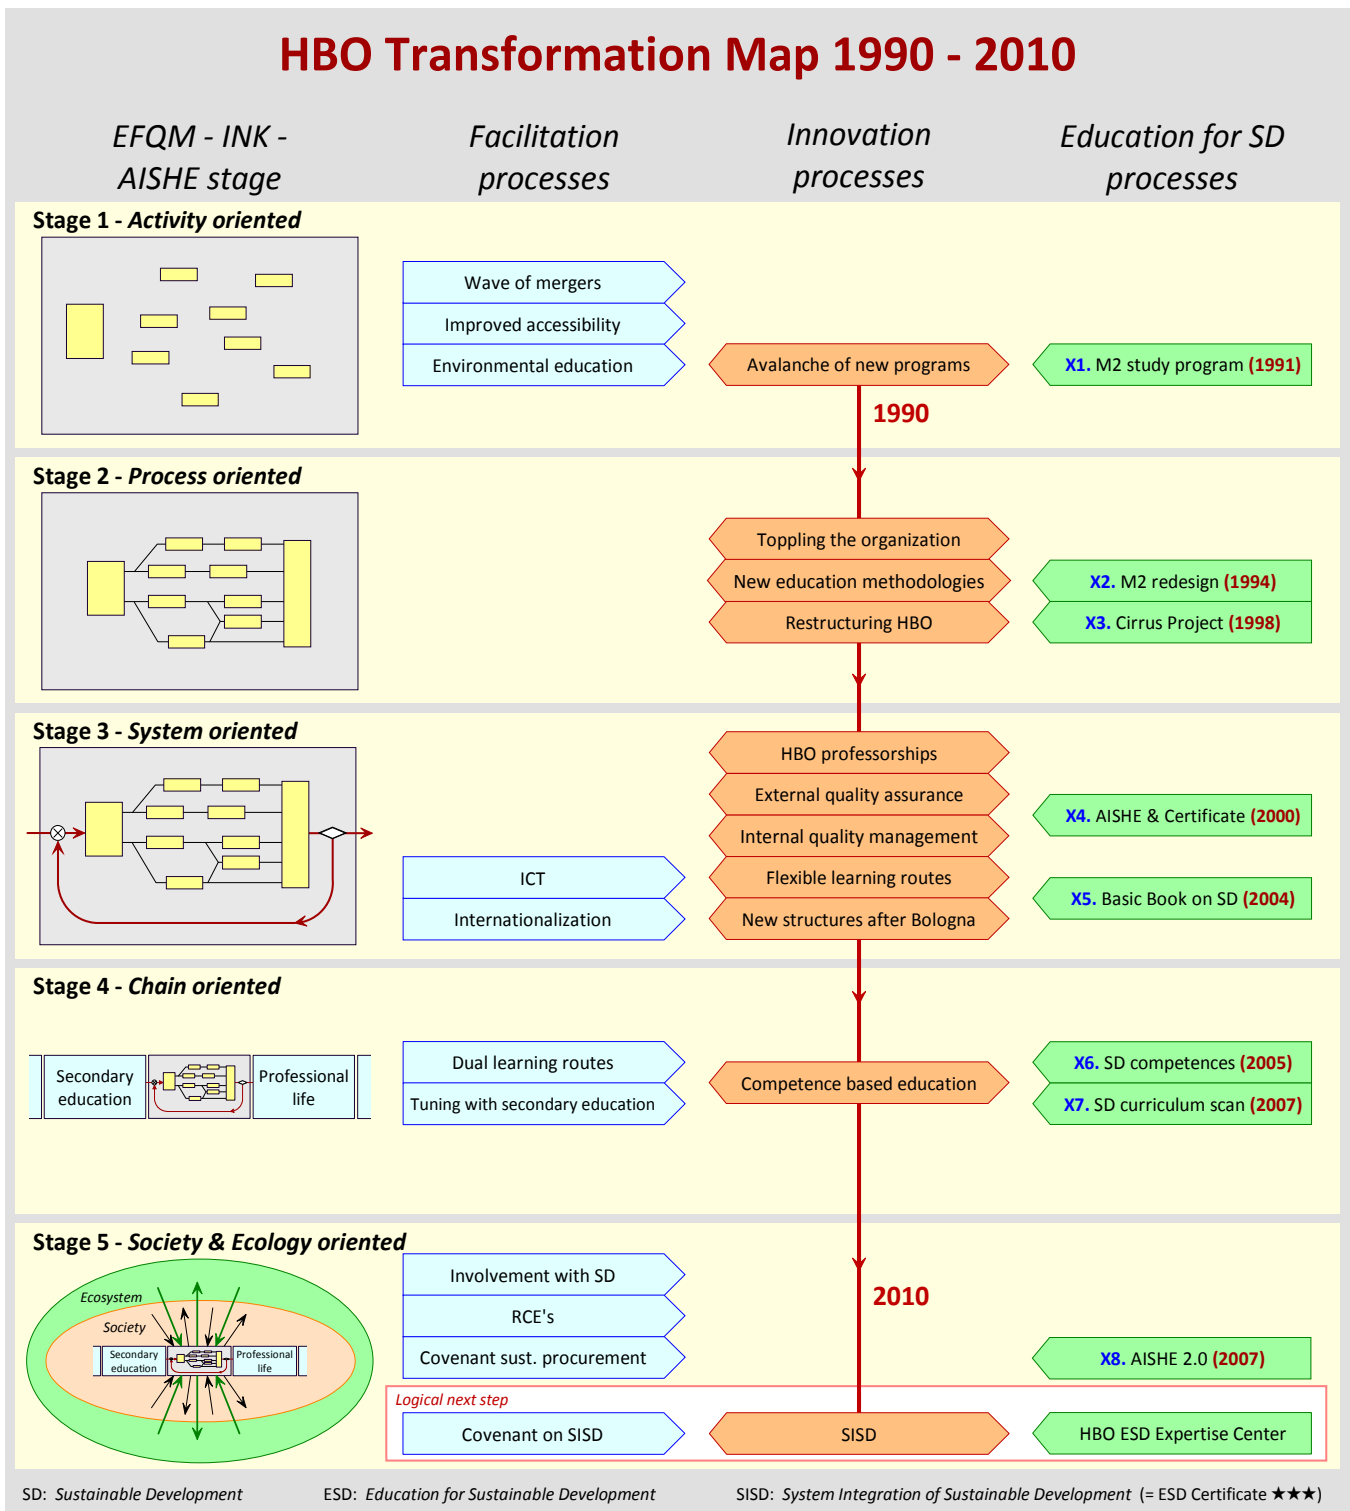 HBO Transformation Map 1990 - 2010
EFQM - INK -
AISHE stage
Facilitation
processes
Innovation
processes
Education for SD
processes
Stage 1 - Activity oriented
Wave of mergers
Improved accessibility
Environmental education
Avalanche of new programs
X1. M2 study program (1991)
1990
Stage 2 - Process oriented
Toppling the organization
New education methodologies
Restructuring HBO
X2. M2 redesign (1994)
X3. Cirrus Project (1998)
Stage 3 - System oriented
ICT
Internationalization
HBO professorships
External quality assurance
Internal quality management
Flexible learning routes
New structures after Bologna
X4. AISHE & Certificate (2000)
X5. Basic Book on SD (2004)
Stage 4 - Chain oriented
Secondary
education
Professional
life
Dual learning routes
Tuning with secondary education
Competence based education
X6. SD competences (2005)
X7. SD curriculum scan (2007)
Stage 5 - Society & Ecology oriented
Ecosystem
Society
Secondary
education
Professional
life
Involvement with SD
RCE's
Covenant sust. procurement
2010
X8. AISHE 2.0 (2007)
Logical next step
Covenant on SISD
SISD
HBO ESD Expertise Center
SD: Sustainable Development
ESD: Education for Sustainable Development
SISD: System Integration of Sustainable Development (= ESD Certificate ★★★)